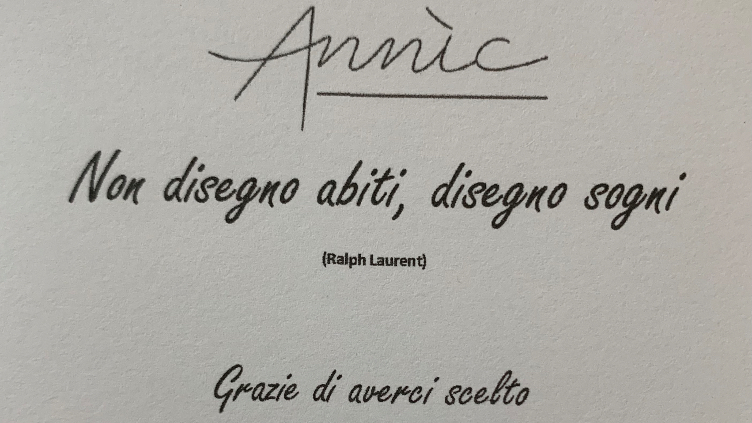 Annìc
Non disegno abiti, disegno sogni
(Ralph Laurent)
Grazie di averci scelto